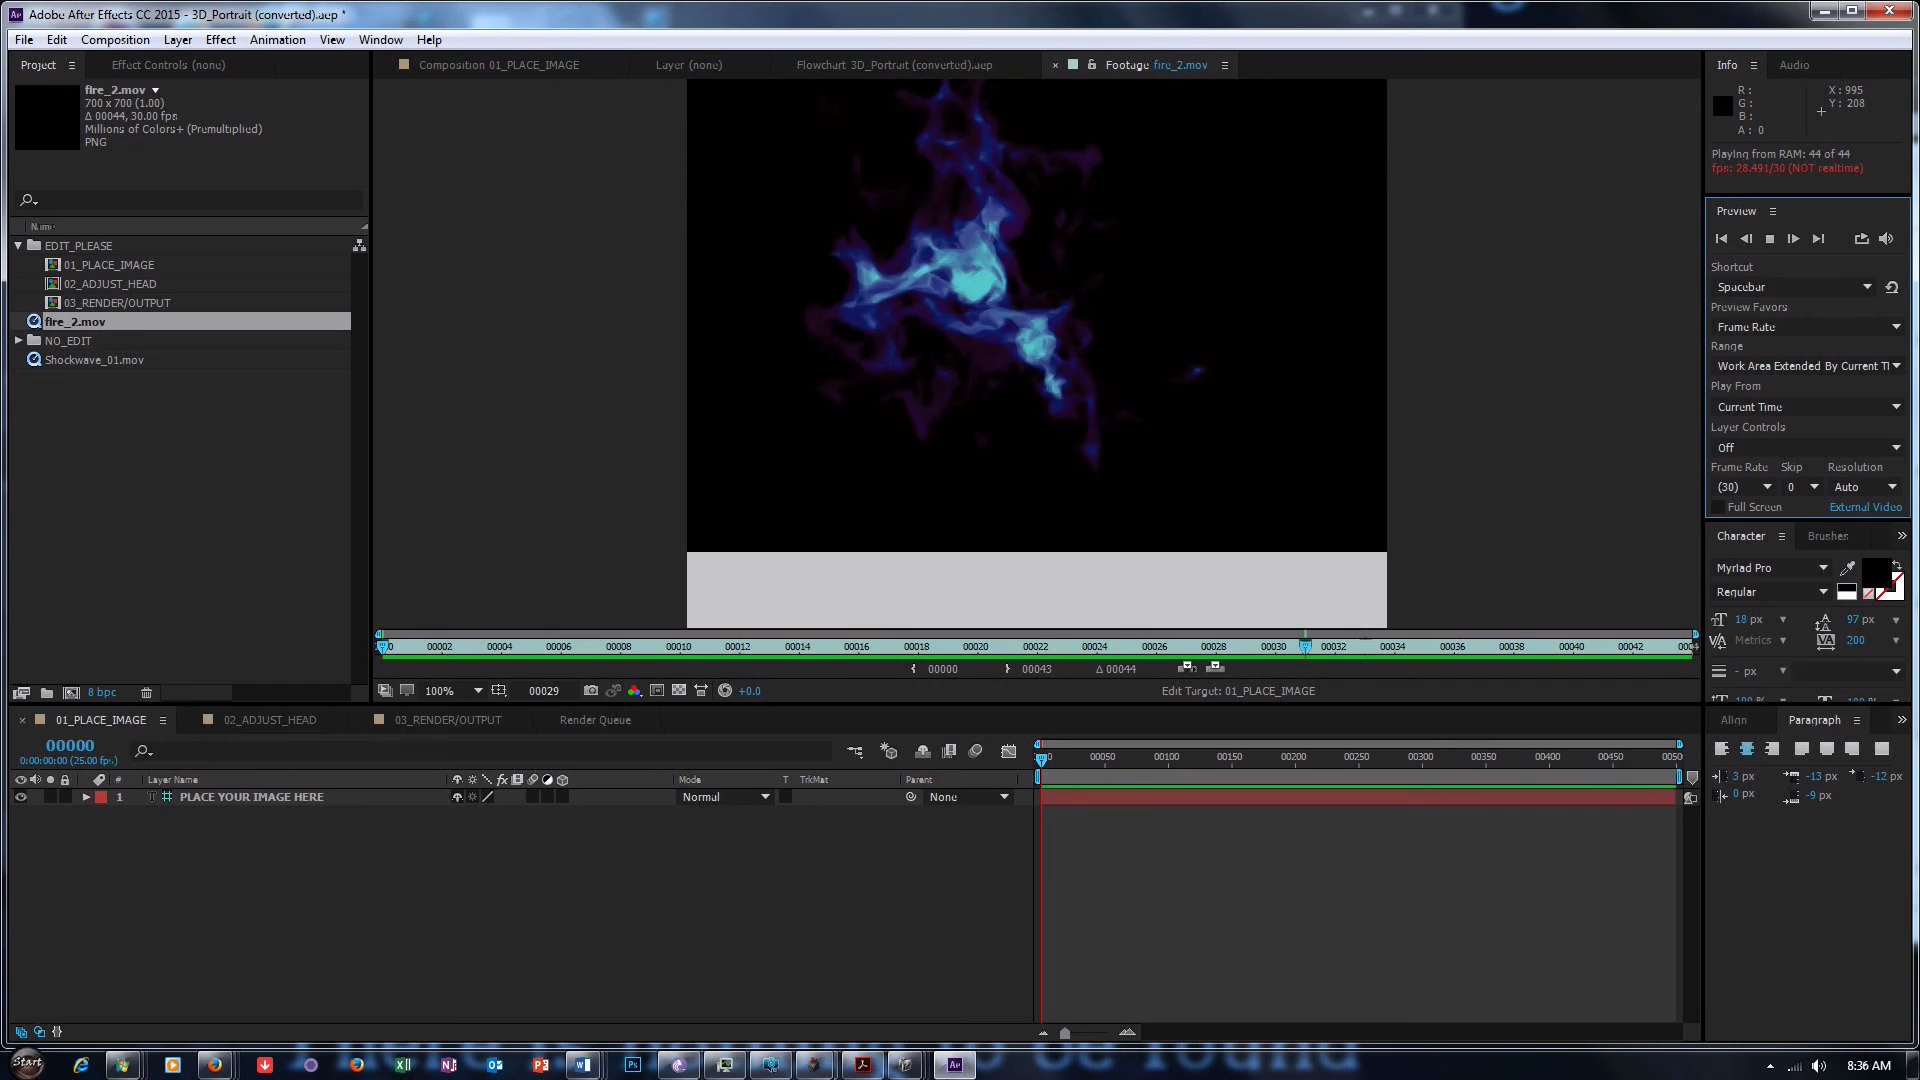 Adobe After Effects CC 2015 - 3D_Portrait (converted).aep *
File Edit Composition Layer Effect Animation View Window Help
Project Effect Controls (none)
Composition 01_PLACE_IMAGE Layer (none) Flowchart 3D_Portrait (converted).aep × Footage fire_2.mov
fire_2.mov
700 x 700 (1.00)
Δ 00044, 30.00 fps
Millions of Colors+ (Premultiplied)
PNG
Name
EDIT_PLEASE
01_PLACE_IMAGE
02_ADJUST_HEAD
03_RENDER/OUTPUT
fire_2.mov
NO_EDIT
Shockwave_01.mov
8 bpc
00002 00004 00006 00008 00010 00012 00014 00016 00018 00020 00022 00024 00026 00028 00030 00032 00034 00036 00038 00040 00042
00000 00043 Δ 00044
100% 00029 +0.0 Edit Target: 01_PLACE_IMAGE
Info Audio
R : X : 995
G : Y : 208
B :
A : 0
Playing from RAM: 44 of 44
fps: 28.491/30 (NOT realtime)
Preview
Shortcut
Spacebar
Preview Favors
Frame Rate
Range
Work Area Extended By Current TI
Play From
Current Time
Layer Controls
Off
Frame Rate Skip Resolution
(30) 0 Auto
Full Screen External Video
Character Brushes
Myriad Pro
Regular
18 px 97 px
Metrics 200
- px
Align Paragraph
3 px -13 px -12 px
0 px -9 px
× 01_PLACE_IMAGE 02_ADJUST_HEAD 03_RENDER/OUTPUT Render Queue
00000
0:00:00:00 (25.00 fps)
00050 00100 00150 00200 00250 00300 00350 00400 00450
# Layer Name fx Mode T TrkMat Parent
1 T PLACE YOUR IMAGE HERE Normal None
Start
8:36 AM